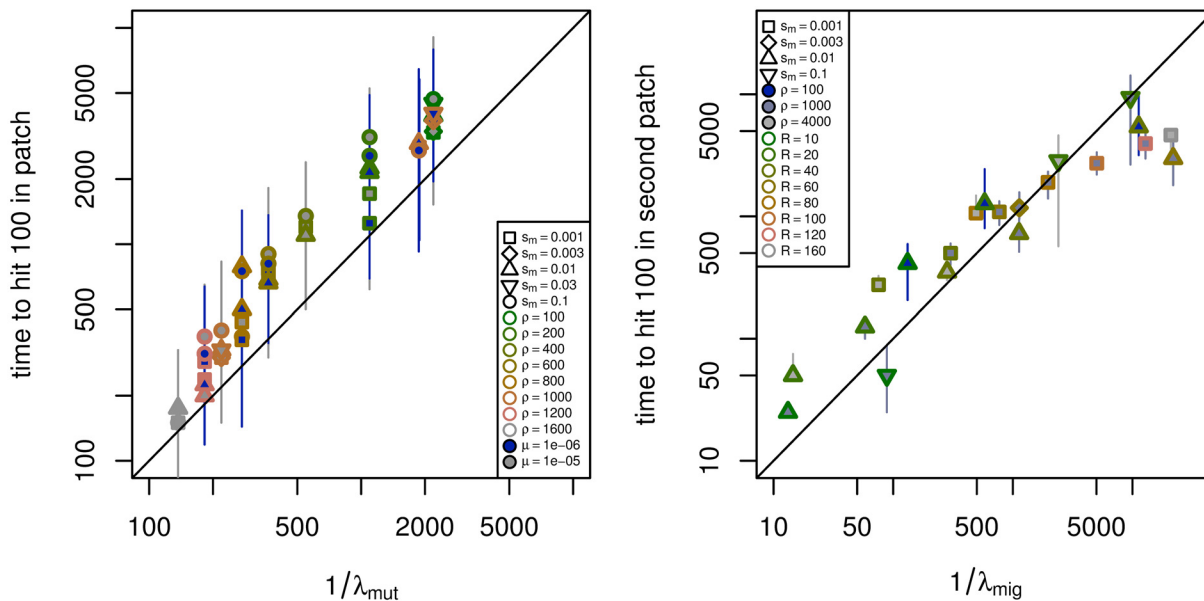 time to hit 100 in patch
100
500
2000
5000
100
500
2000
5000
1/λmut
sm = 0.001
sm = 0.003
sm = 0.01
sm = 0.03
sm = 0.1
ρ = 100
ρ = 200
ρ = 400
ρ = 600
ρ = 800
ρ = 1000
ρ = 1200
ρ = 1600
μ = 1e−06
μ = 1e−05
time to hit 100 in second patch
10
50
500
5000
10
50
500
5000
1/λmig
sm = 0.001
sm = 0.003
sm = 0.01
sm = 0.1
ρ = 100
ρ = 1000
ρ = 4000
R = 10
R = 20
R = 40
R = 60
R = 80
R = 100
R = 120
R = 160